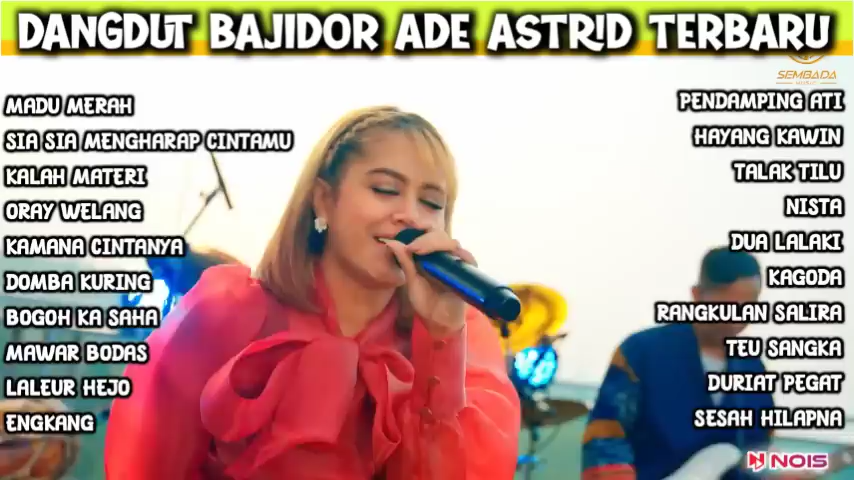 DANGDUT BAJIDOR ADE ASTRID TERBARU
SEMBADA
MADU MERAH
SIA SIA MENGHARAP CINTAMU
KALAH MATERI
ORAY WELANG
KAMANA CINTANYA
DOMBA KURING
BOGOH KA SAHA
MAWAR BODAS
LALEUR HEJO
ENGKANG
PENDAMPING ATI
HAYANG KAWIN
TALAK TILU
NISTA
DUA LALAKI
KAGODA
RANGKULAN SALIRA
TEU SANGKA
DURIAT PEGAT
SESAH HILAPNA
NOIS